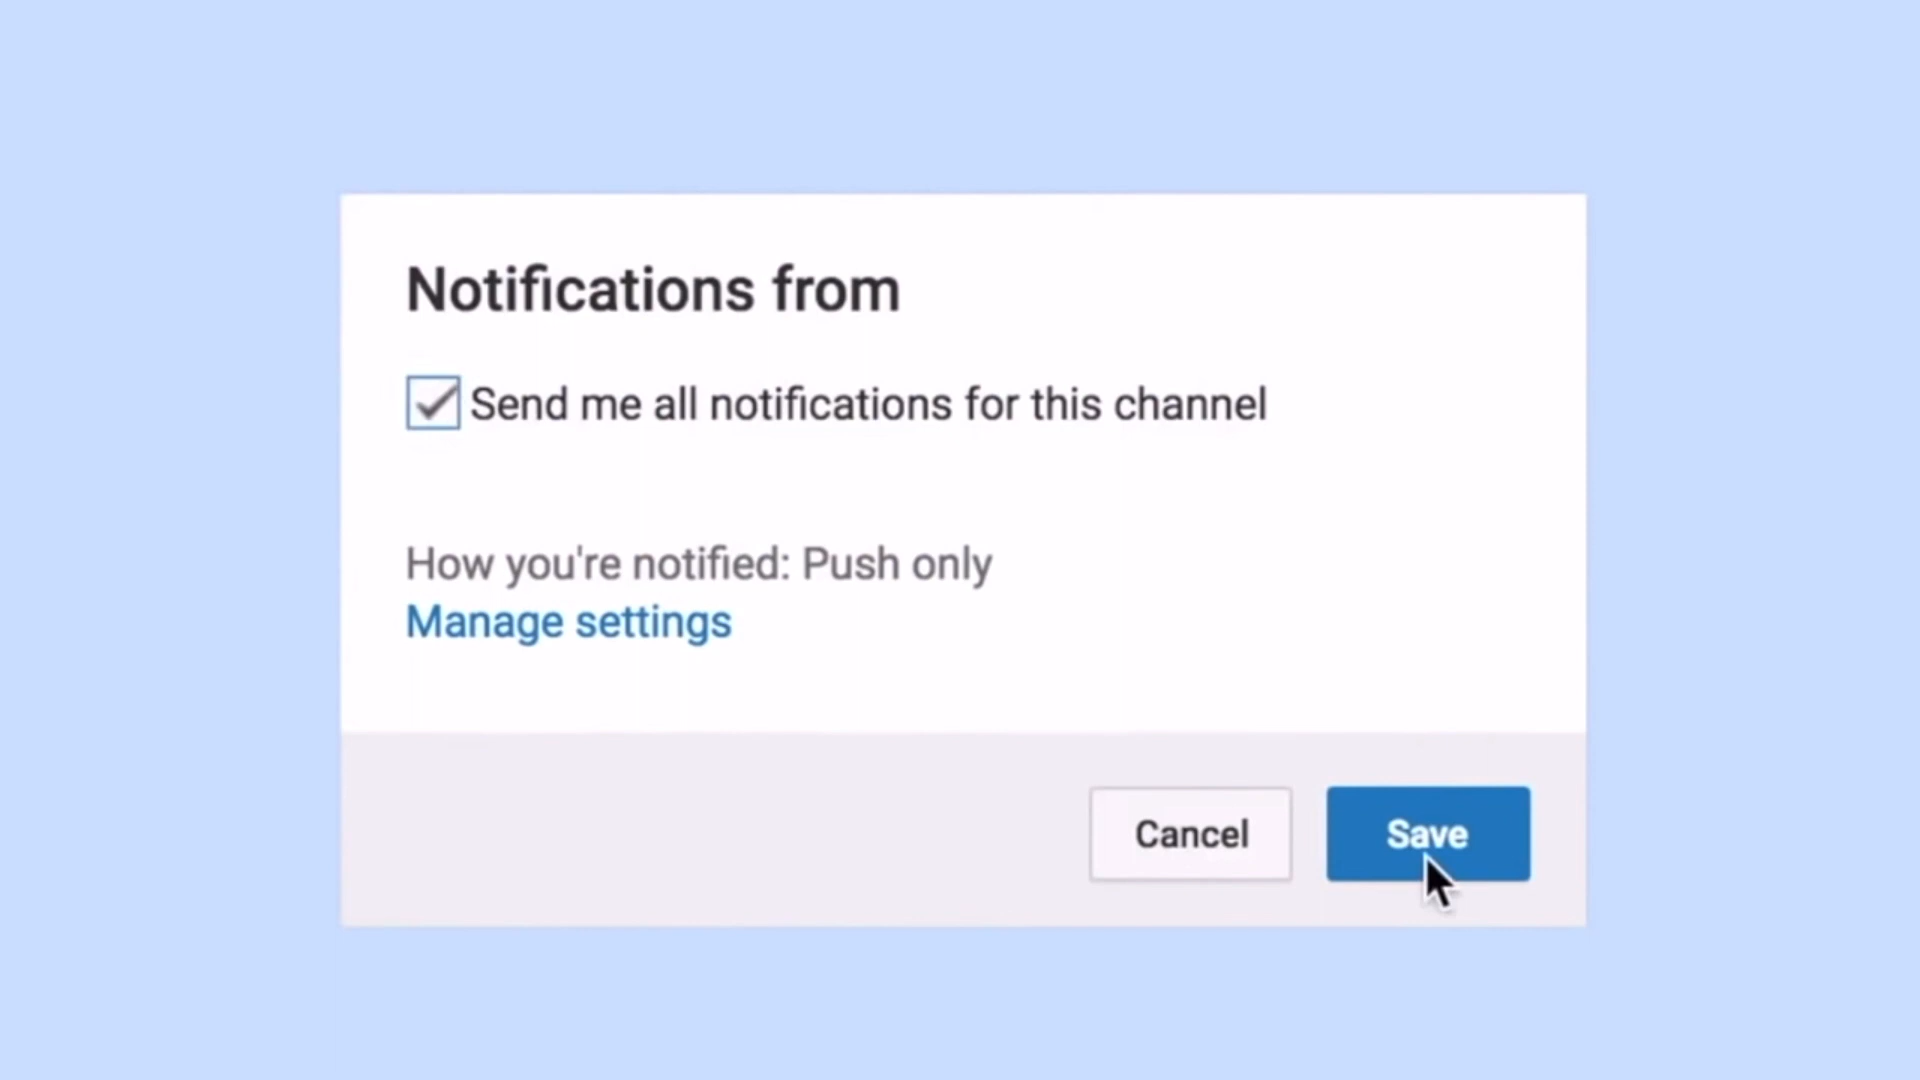 Notifications from
Send me all notifications for this channel
How you're notified: Push only
Manage settings
Cancel
Save